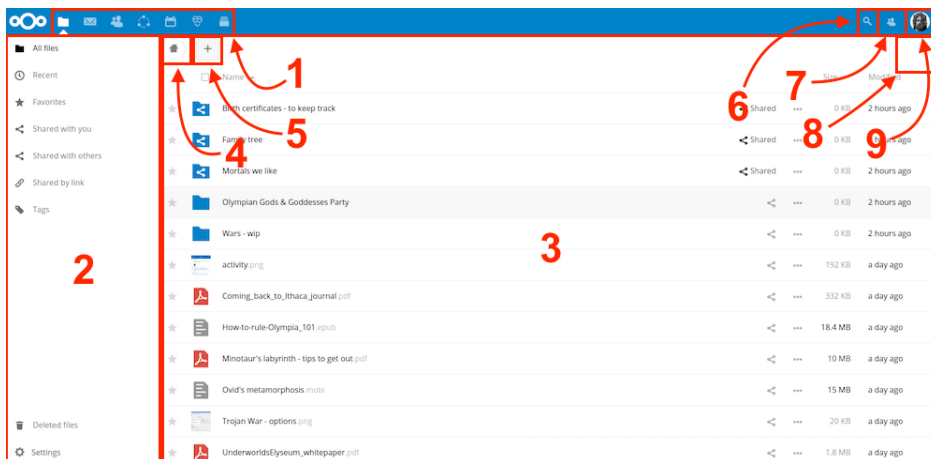 All files
Recent
Favorites
Shared with you
Shared with others
Shared by link
Tags
Deleted files
Settings
1
2
3
4
5
6
7
8
9
Name Size Modified
Birth certificates - to keep track Shared 0 KB 2 hours ago
Family tree Shared 0 KB 2 hours ago
Mortals we like Shared 0 KB 2 hours ago
Olympian Gods & Goddesses Party 0 KB 2 hours ago
Wars - wip 0 KB 2 hours ago
activity.png 192 KB a day ago
Coming_back_to_Ithaca_journal.pdf 332 KB a day ago
How-to-rule-Olympia_101.epub 18.4 MB a day ago
Minotaur's labyrinth - tips to get out.pdf 10 MB a day ago
Ovid's metamorphosis.mobi 15 MB a day ago
Trojan War - options.png 20 KB a day ago
UnderworldsElyseum_whitepaper.pdf 1.8 MB a day ago